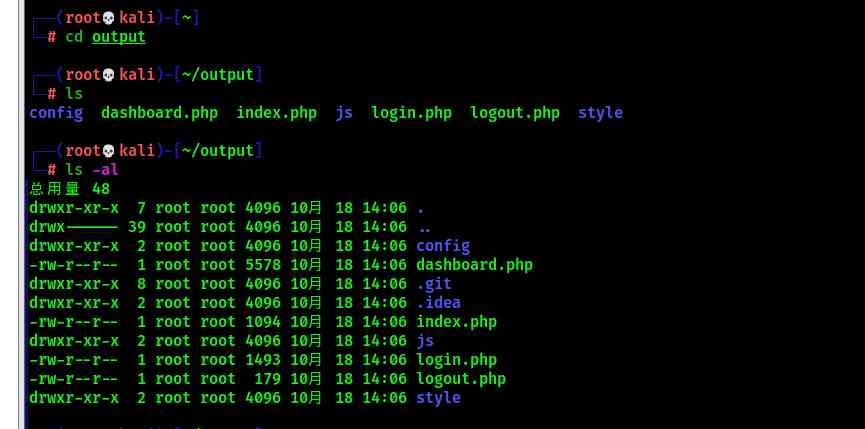 ┌──(root💀kali)-[~]
└─# cd output
┌──(root💀kali)-[~/output]
└─# ls
config  dashboard.php  index.php  js  login.php  logout.php  style
┌──(root💀kali)-[~/output]
└─# ls -al
总用量 48
drwxr-xr-x  7 root root 4096 10月 18 14:06 .
drwx------ 39 root root 4096 10月 18 14:06 ..
drwxr-xr-x  2 root root 4096 10月 18 14:06 config
-rw-r--r--  1 root root 5578 10月 18 14:06 dashboard.php
drwxr-xr-x  8 root root 4096 10月 18 14:06 .git
drwxr-xr-x  2 root root 4096 10月 18 14:06 .idea
-rw-r--r--  1 root root 1094 10月 18 14:06 index.php
drwxr-xr-x  2 root root 4096 10月 18 14:06 js
-rw-r--r--  1 root root 1493 10月 18 14:06 login.php
-rw-r--r--  1 root root  179 10月 18 14:06 logout.php
drwxr-xr-x  2 root root 4096 10月 18 14:06 style